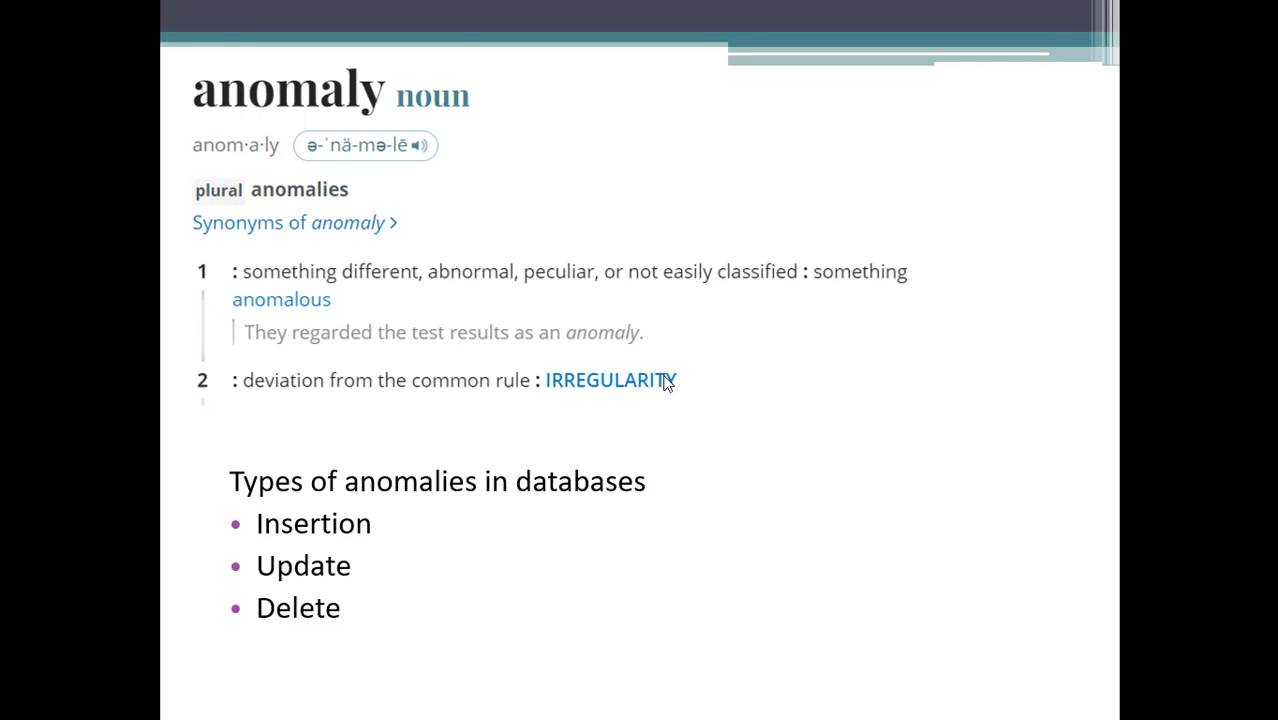 anomaly noun
anom·a·ly ə-ˈnä-mə-lē
plural anomalies
Synonyms of anomaly >
1 : something different, abnormal, peculiar, or not easily classified : something
anomalous
They regarded the test results as an anomaly.
2 : deviation from the common rule : IRREGULARITY
Types of anomalies in databases
• Insertion
• Update
• Delete